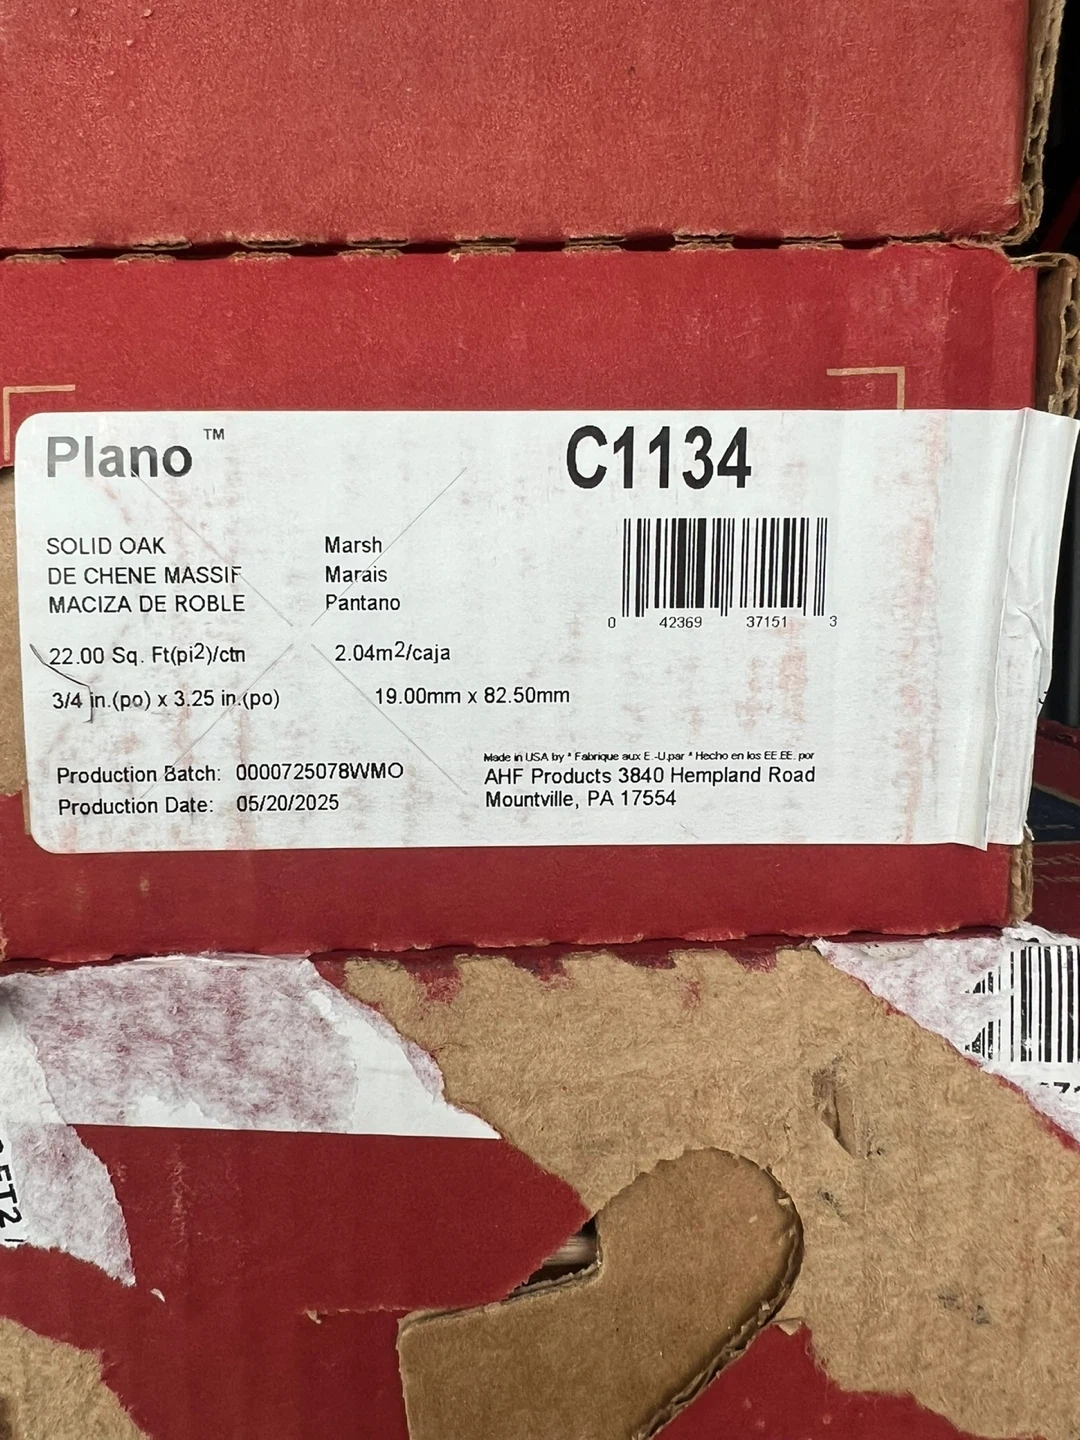 Plano™
C1134
SOLID OAK
Marsh
DE CHENE MASSIF
Marais
MACIZA DE ROBLE
Pantano
0 42369 37151 3
22.00 Sq. Ft(pi2)/ctn
2.04m2/caja
3/4 in.(po) x 3.25 in.(po)
19.00mm x 82.50mm
Made in USA by * Fabrique aux E.-U.par * Hecho en los EE.EE. por
Production Batch: 0000725078WMO
AHF Products 3840 Hempland Road
Production Date: 05/20/2025
Mountville, PA 17554